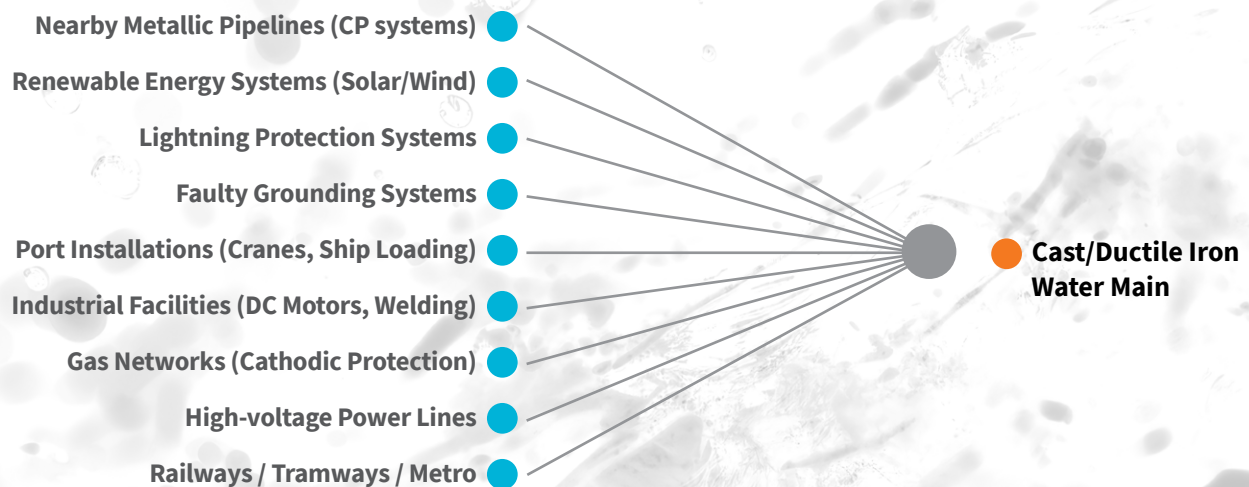 Nearby Metallic Pipelines (CP systems)
Renewable Energy Systems (Solar/Wind)
Lightning Protection Systems
Faulty Grounding Systems
Port Installations (Cranes, Ship Loading)
Industrial Facilities (DC Motors, Welding)
Gas Networks (Cathodic Protection)
High-voltage Power Lines
Railways / Tramways / Metro
Cast/Ductile Iron
Water Main